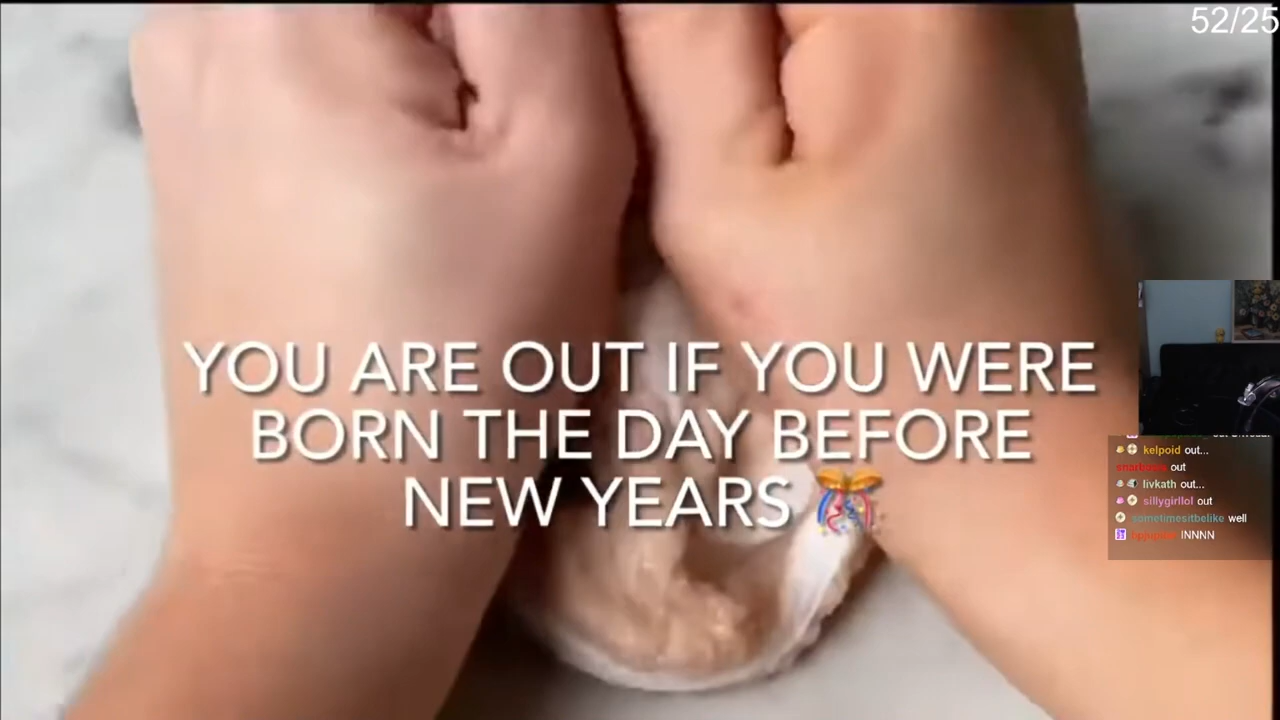 52/25
YOU ARE OUT IF YOU WERE
BORN THE DAY BEFORE
NEW YEARS 🎊
kelpoid out...
out
livkath out...
sillygirllol out
sometimesitbelike well
INNNN